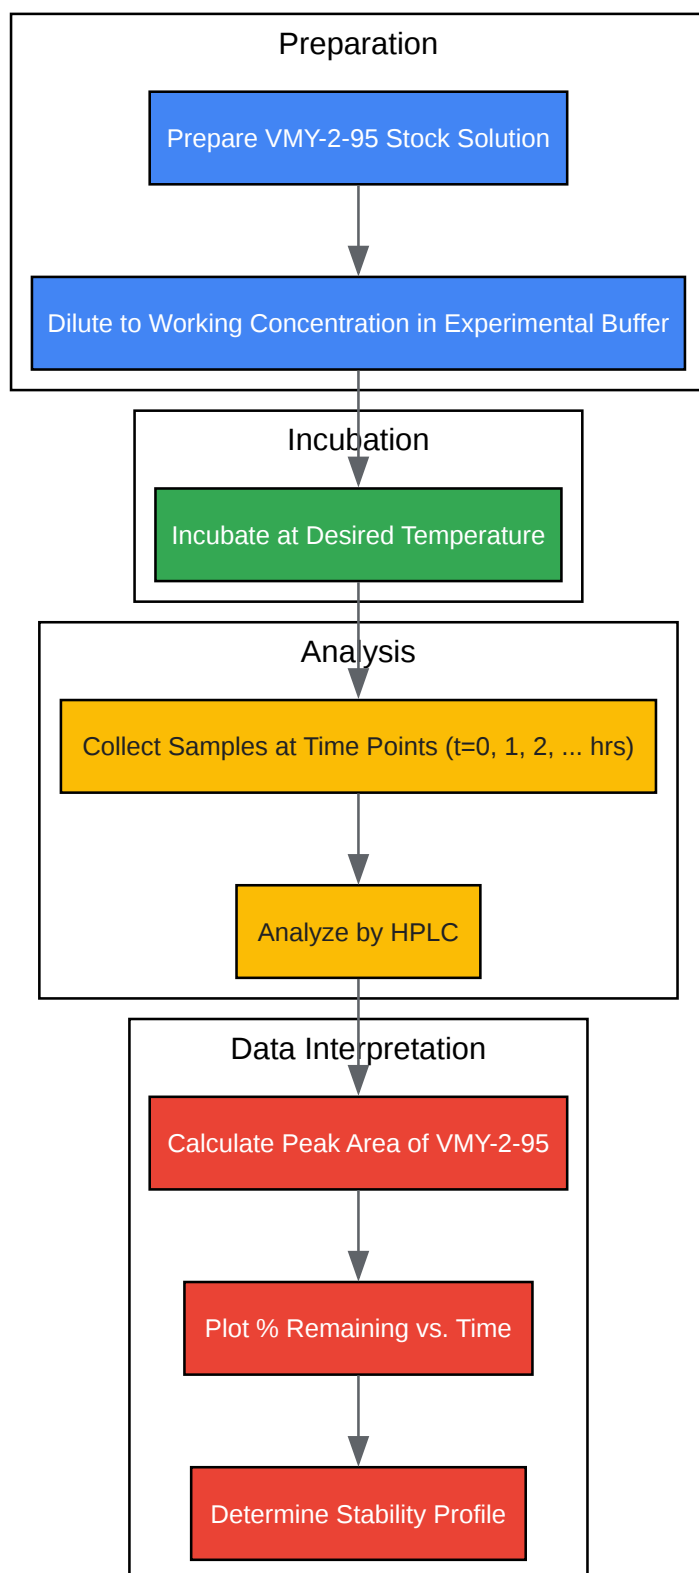 Preparation
Prepare VMY-2-95 Stock Solution
Dilute to Working Concentration in Experimental Buffer
Incubation
Incubate at Desired Temperature
Analysis
Collect Samples at Time Points (t=0, 1, 2, ... hrs)
Analyze by HPLC
Data Interpretation
Calculate Peak Area of VMY-2-95
Plot % Remaining vs. Time
Determine Stability Profile